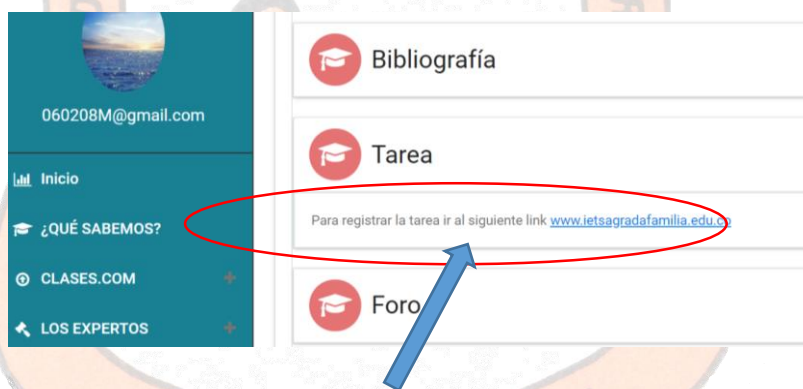 060208M@gmail.com
Inicio
¿QUÉ SABEMOS?
CLASES.COM +
LOS EXPERTOS +
Bibliografía
Tarea
Para registrar la tarea ir al siguiente link www.ietsagradafamilia.edu.co
Foro